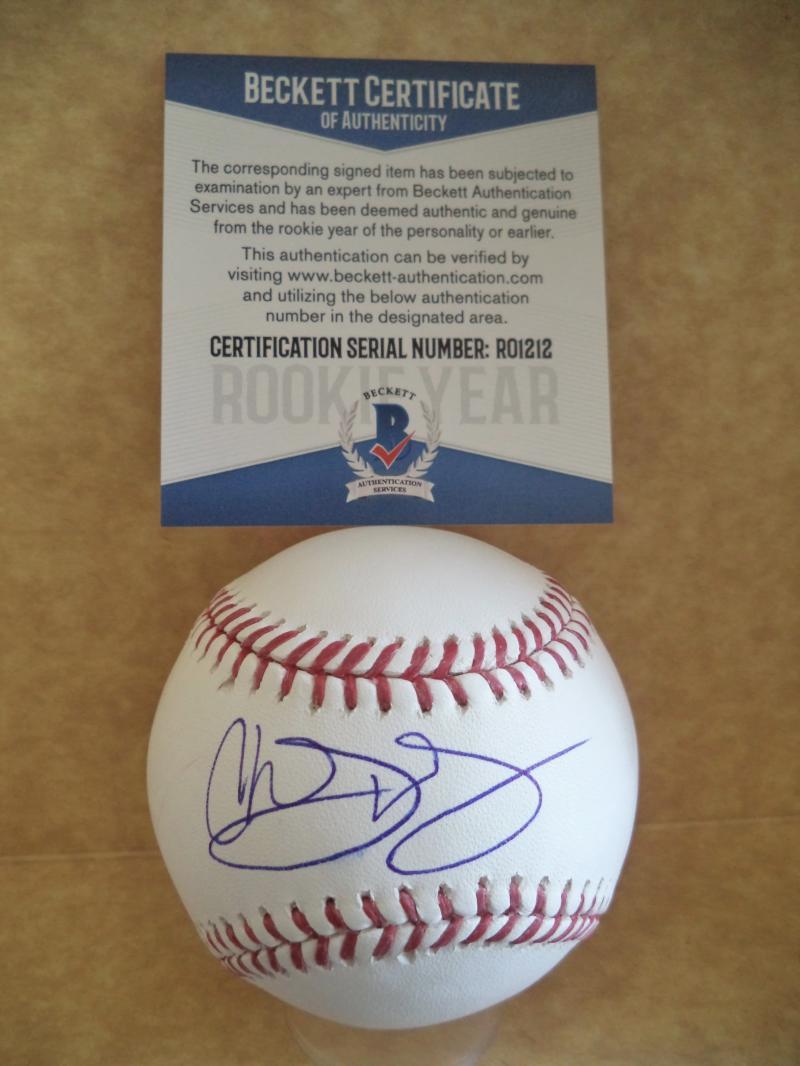 BECKETT CERTIFICATE
OF AUTHENTICITY
The corresponding signed item has been subjected to
examination by an expert from Beckett Authentication
Services and has been deemed authentic and genuine
from the rookie year of the personality or earlier.
This authentication can be verified by
visiting www.beckett-authentication.com
and utilizing the below authentication
number in the designated area.
CERTIFICATION SERIAL NUMBER: R01212
ROOKIE YEAR
BECKETT
B
AUTHENTICATION
SERVICES